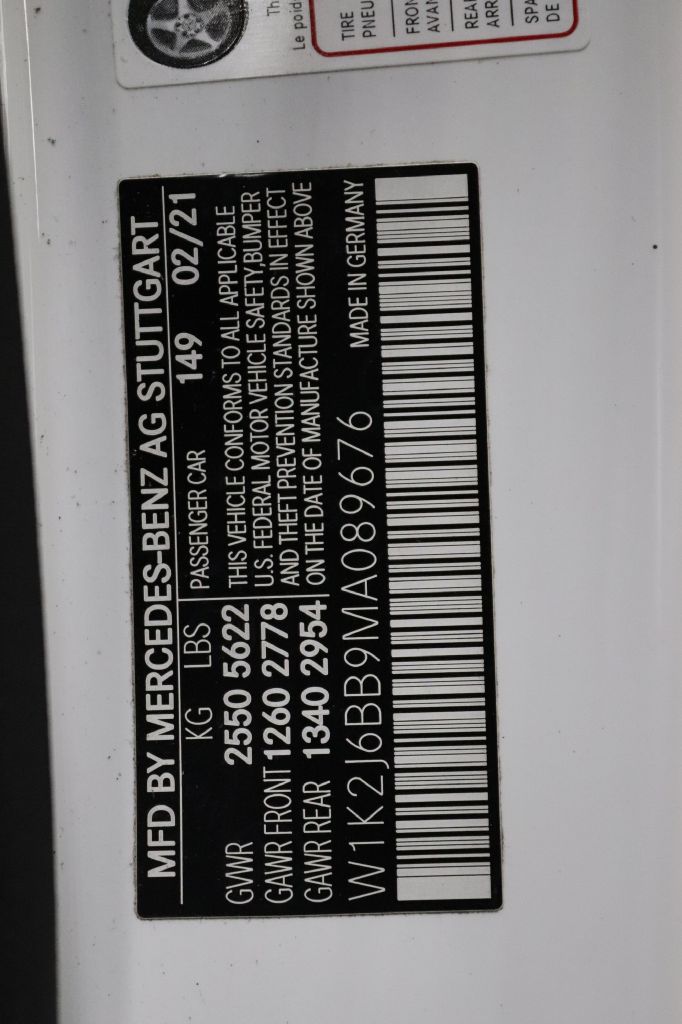 MFD BY MERCEDES-BENZ AG STUTTGART
KG LBS PASSENGER CAR 149 02/21
GVWR 2550 5622 THIS VEHICLE CONFORMS TO ALL APPLICABLE
GAWR FRONT 1260 2778 U.S. FEDERAL MOTOR VEHICLE SAFETY,BUMPER
GAWR REAR 1340 2954 AND THEFT PREVENTION STANDARDS IN EFFECT
ON THE DATE OF MANUFACTURE SHOWN ABOVE
W1K2J6BB9MA089676 MADE IN GERMANY
Le
TIRE